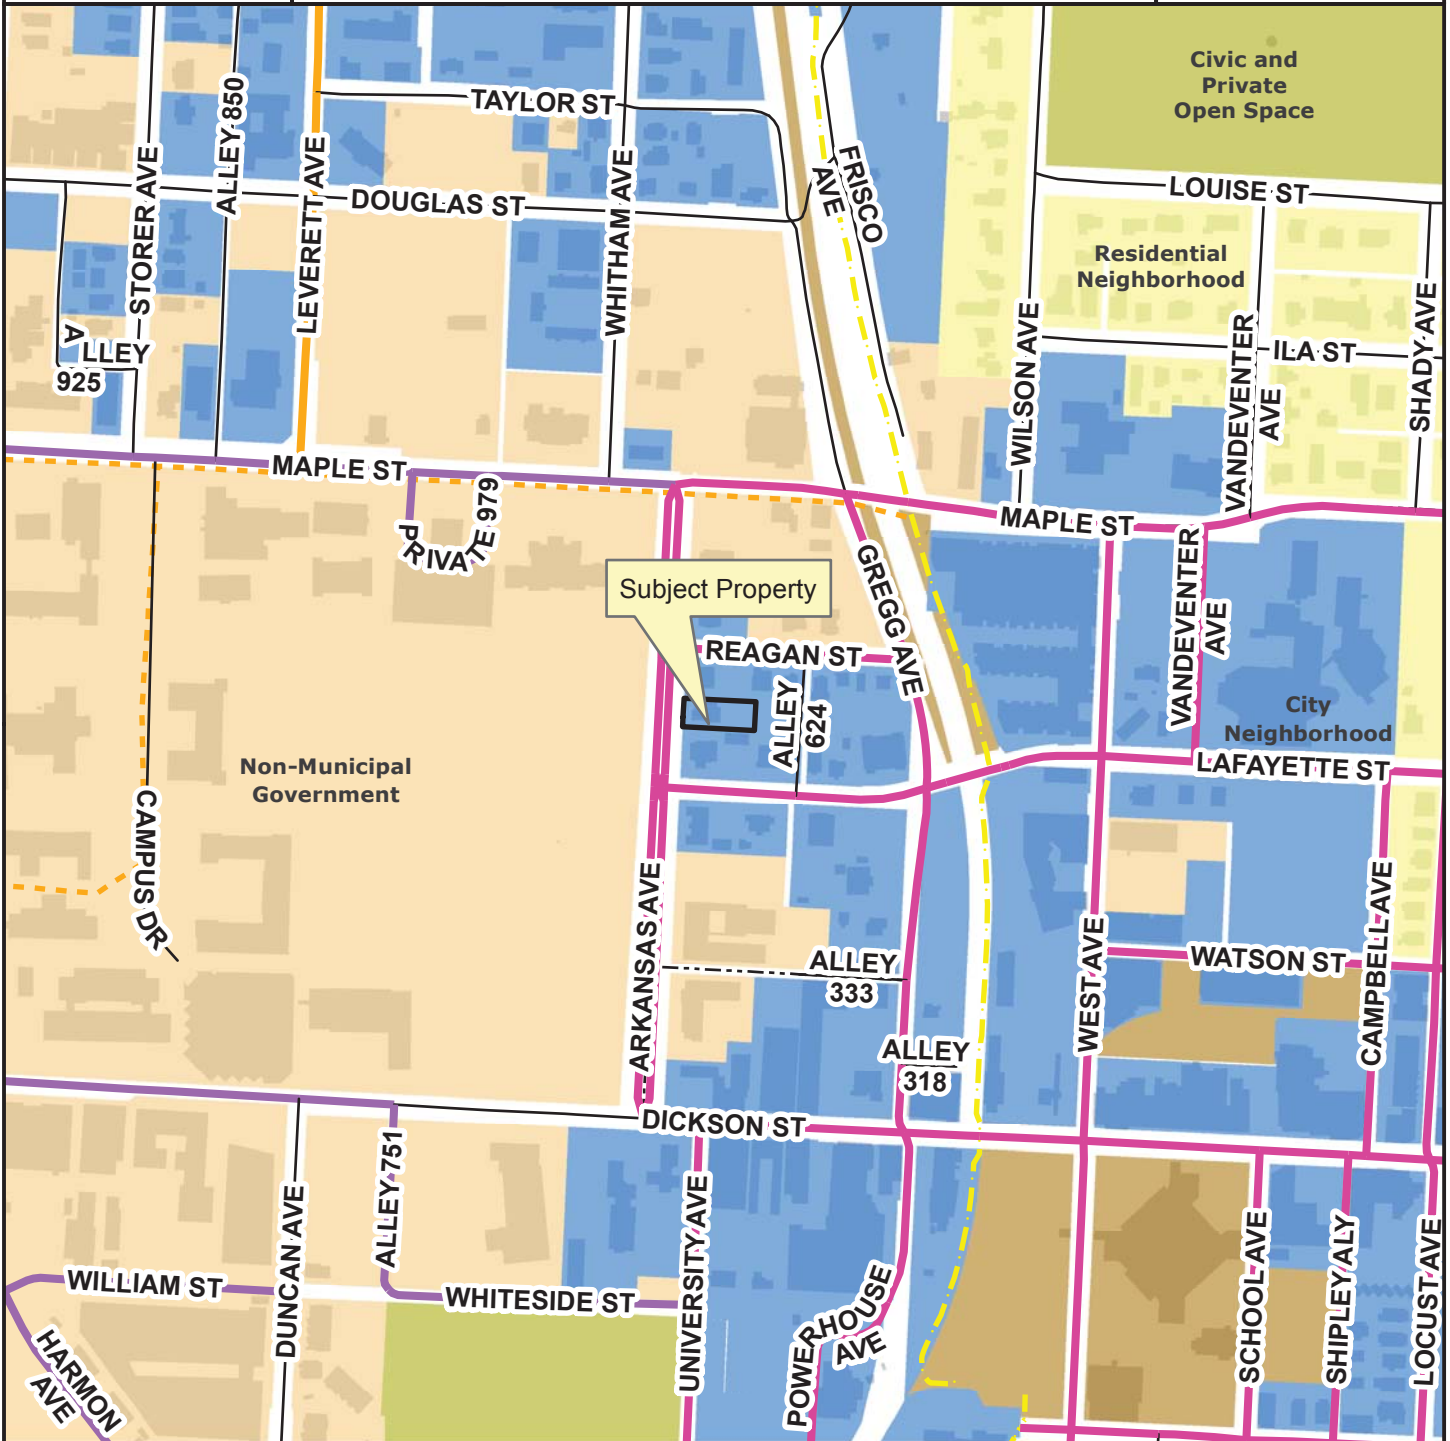 Civic and
Private
Open Space
TAYLOR ST
ALLEY 850
STORER AVE
LEVERETT AVE
WHITHAM AVE
FRISCO
AVE
DOUGLAS ST
LOUISE ST
Residential
Neighborhood
WILSON AVE
VANDEVENTER
AVE
ILA ST
SHADY AVE
ALLEY
925
MAPLE ST
PRIVATE 979
MAPLE ST
GREGG AVE
Subject Property
REAGAN ST
ALLEY
624
VANDEVENTER
AVE
City
Neighborhood
LAFAYETTE ST
Non-Municipal
Government
CAMPUS DR
ARKANSAS AVE
WEST AVE
CAMPBELL AVE
WATSON ST
ALLEY
333
ALLEY
318
DICKSON ST
ALLEY 751
DUNCAN AVE
UNIVERSITY AVE
WILLIAM ST
WHITESIDE ST
HARMON
AVE
POWERHOUSE
AVE
SCHOOL AVE
SHIPLEY ALY
LOCUST AVE